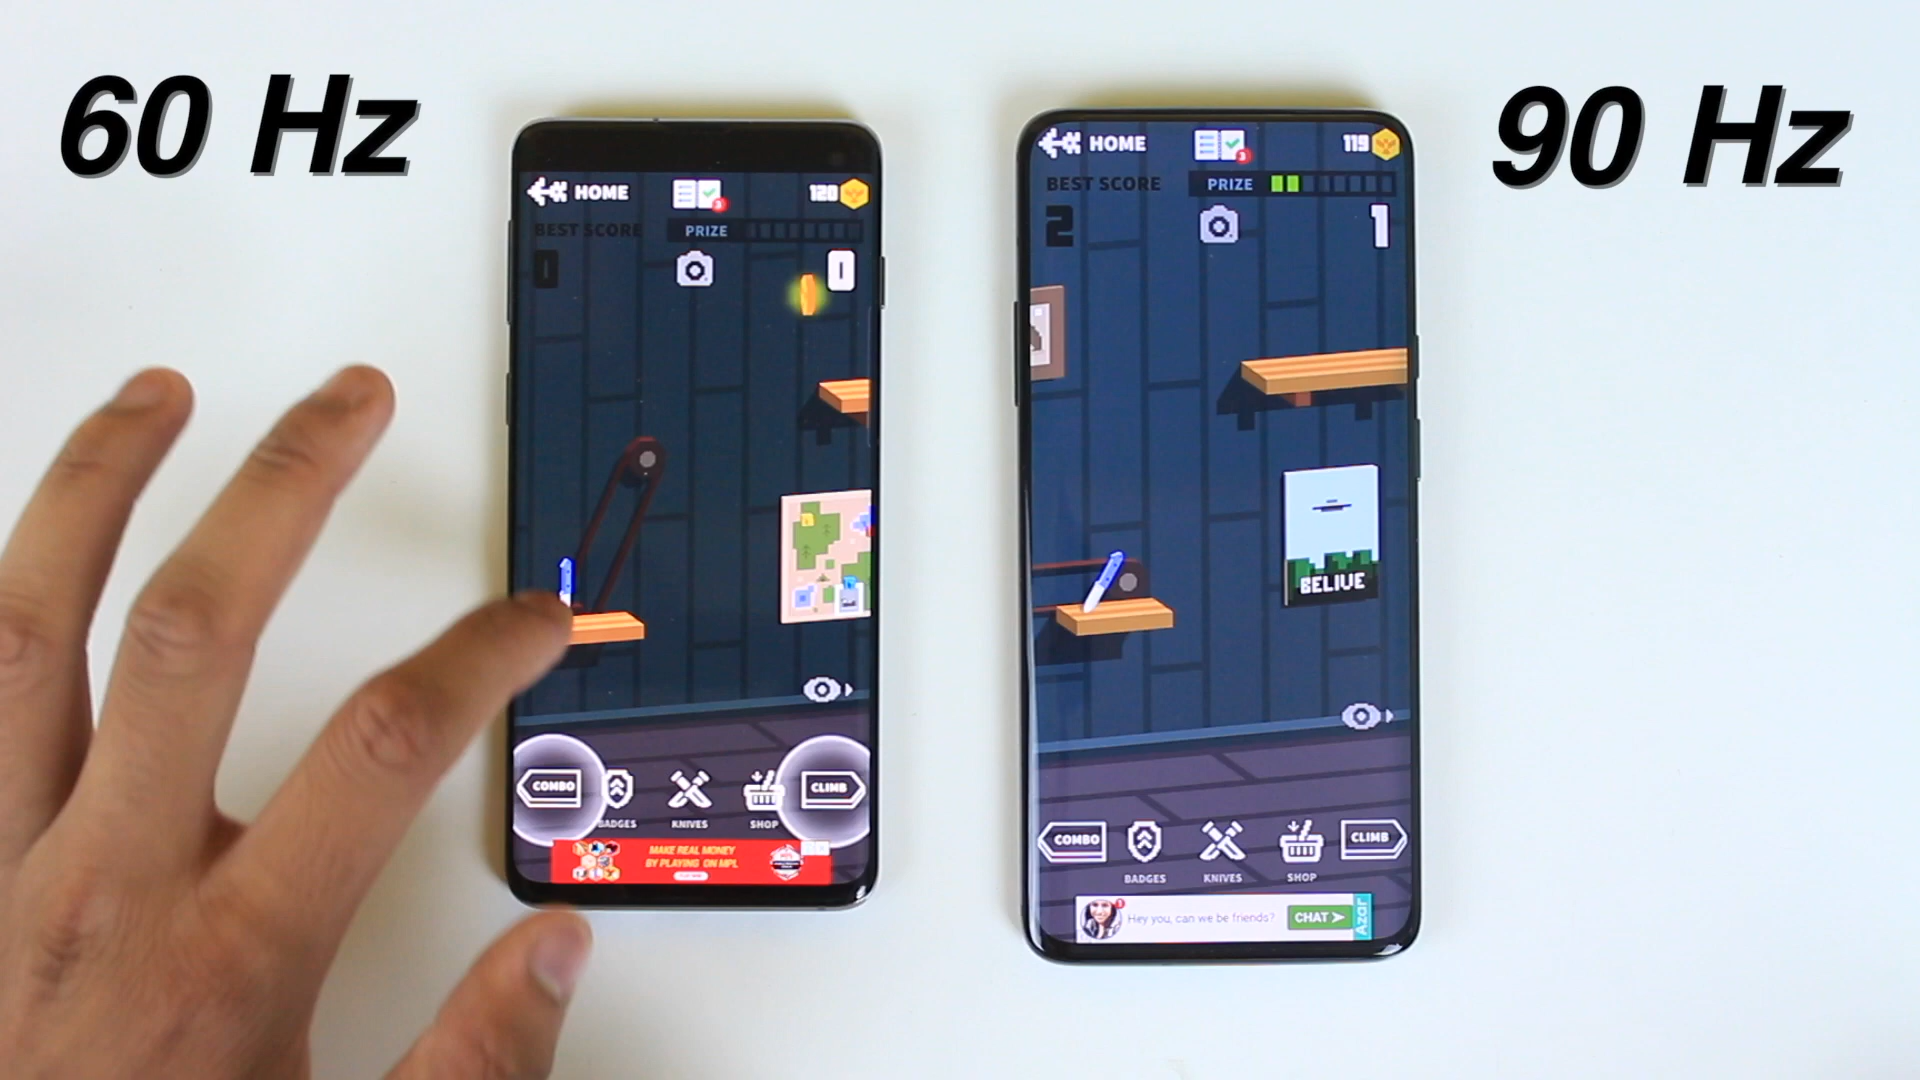 60 Hz
90 Hz
HOME
120
BEST SCORE
PRIZE
0
0
COMBO
BADGES
KNIVES
SHOP
CLIMB
MAKE REAL MONEY
BY PLAYING ON MPL
HOME
119
BEST SCORE
PRIZE
2
1
BELIVE
COMBO
BADGES
KNIVES
SHOP
CLIMB
Hey you, can we be friends?
CHAT
Azar